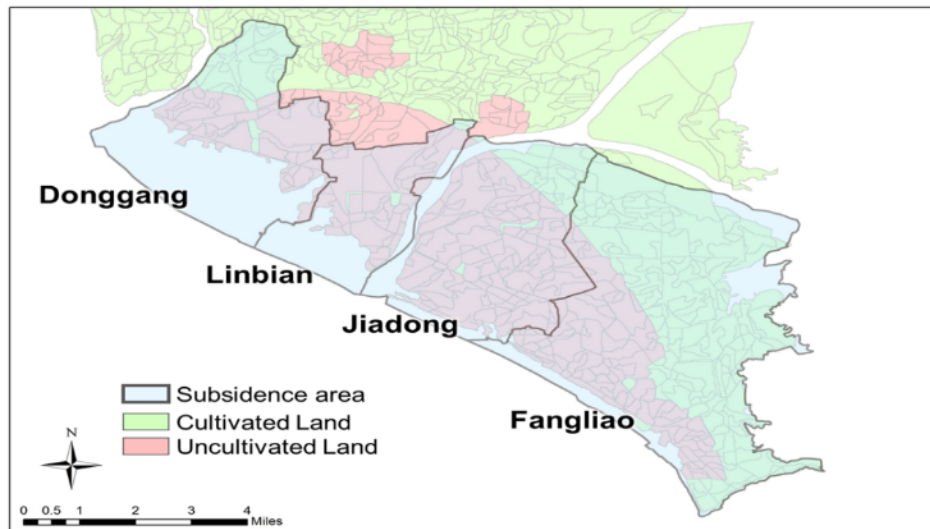 Donggang
Linbian
Jiadong
Fangliao
Subsidence area
Cultivated Land
Uncultivated Land
N
0 0.5 1 2 3 4
Miles